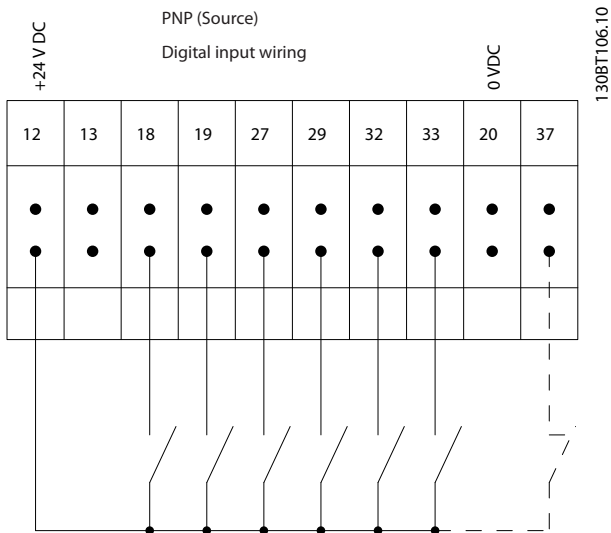 PNP (Source)
Digital input wiring
+24 V DC
0 VDC
130BT106.10
12 13 18 19 27 29 32 33 20 37